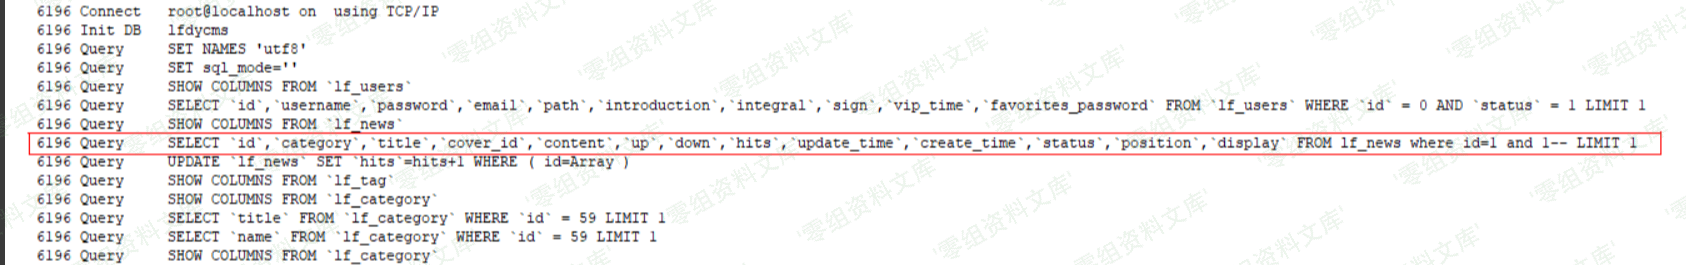 6196 Connect root@localhost on using TCP/IP
6196 Init DB lfdycms
6196 Query SET NAMES 'utf8'
6196 Query SET sql_mode=''
6196 Query SHOW COLUMNS FROM `lf_users`
6196 Query SELECT `id`,`username`,`password`,`email`,`path`,`introduction`,`integral`,`sign`,`vip_time`,`favorites_password` FROM `lf_users` WHERE `id` = 0 AND `status` = 1 LIMIT 1
6196 Query SHOW COLUMNS FROM `lf_news`
6196 Query SELECT `id`,`category`,`title`,`cover_id`,`content`,`up`,`down`,`hits`,`update_time`,`create_time`,`status`,`position`,`display` FROM lf_news where id=1 and 1-- LIMIT 1
6196 Query UPDATE `lf_news` SET `hits`=hits+1 WHERE ( id=Array )
6196 Query SHOW COLUMNS FROM `lf_tag`
6196 Query SHOW COLUMNS FROM `lf_category`
6196 Query SELECT `title` FROM `lf_category` WHERE `id` = 59 LIMIT 1
6196 Query SELECT `name` FROM `lf_category` WHERE `id` = 59 LIMIT 1
6196 Query SHOW COLUMNS FROM `lf_category`
'零组资料文库'